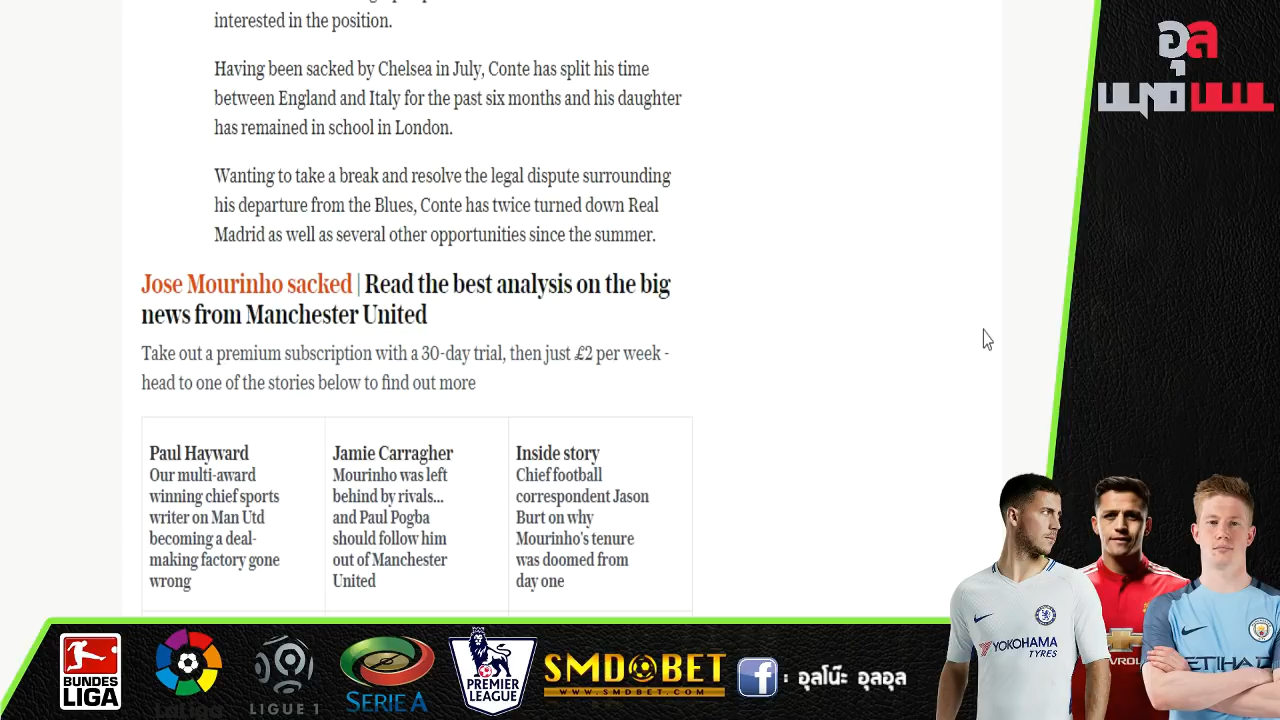 interested in the position.
Having been sacked by Chelsea in July, Conte has split his time
between England and Italy for the past six months and his daughter
has remained in school in London.
Wanting to take a break and resolve the legal dispute surrounding
his departure from the Blues, Conte has twice turned down Real
Madrid as well as several other opportunities since the summer.
Jose Mourinho sacked | Read the best analysis on the big
news from Manchester United
Take out a premium subscription with a 30-day trial, then just £2 per week -
head to one of the stories below to find out more
Paul Hayward
Our multi-award
winning chief sports
writer on Man Utd
becoming a deal-
making factory gone
wrong
Jamie Carragher
Mourinho was left
behind by rivals...
and Paul Pogba
should follow him
out of Manchester
United
Inside story
Chief football
correspondent Jason
Burt on why
Mourinho's tenure
was doomed from
day one
อุล
YOKOHAMA
TYRES
BUNDES
LIGA
LIGUE 1
SERIE A
PREMIER
LEAGUE
SMDOBET
WWW.SMDBET.COM
f : อุลโน๊ะ อุลอุล